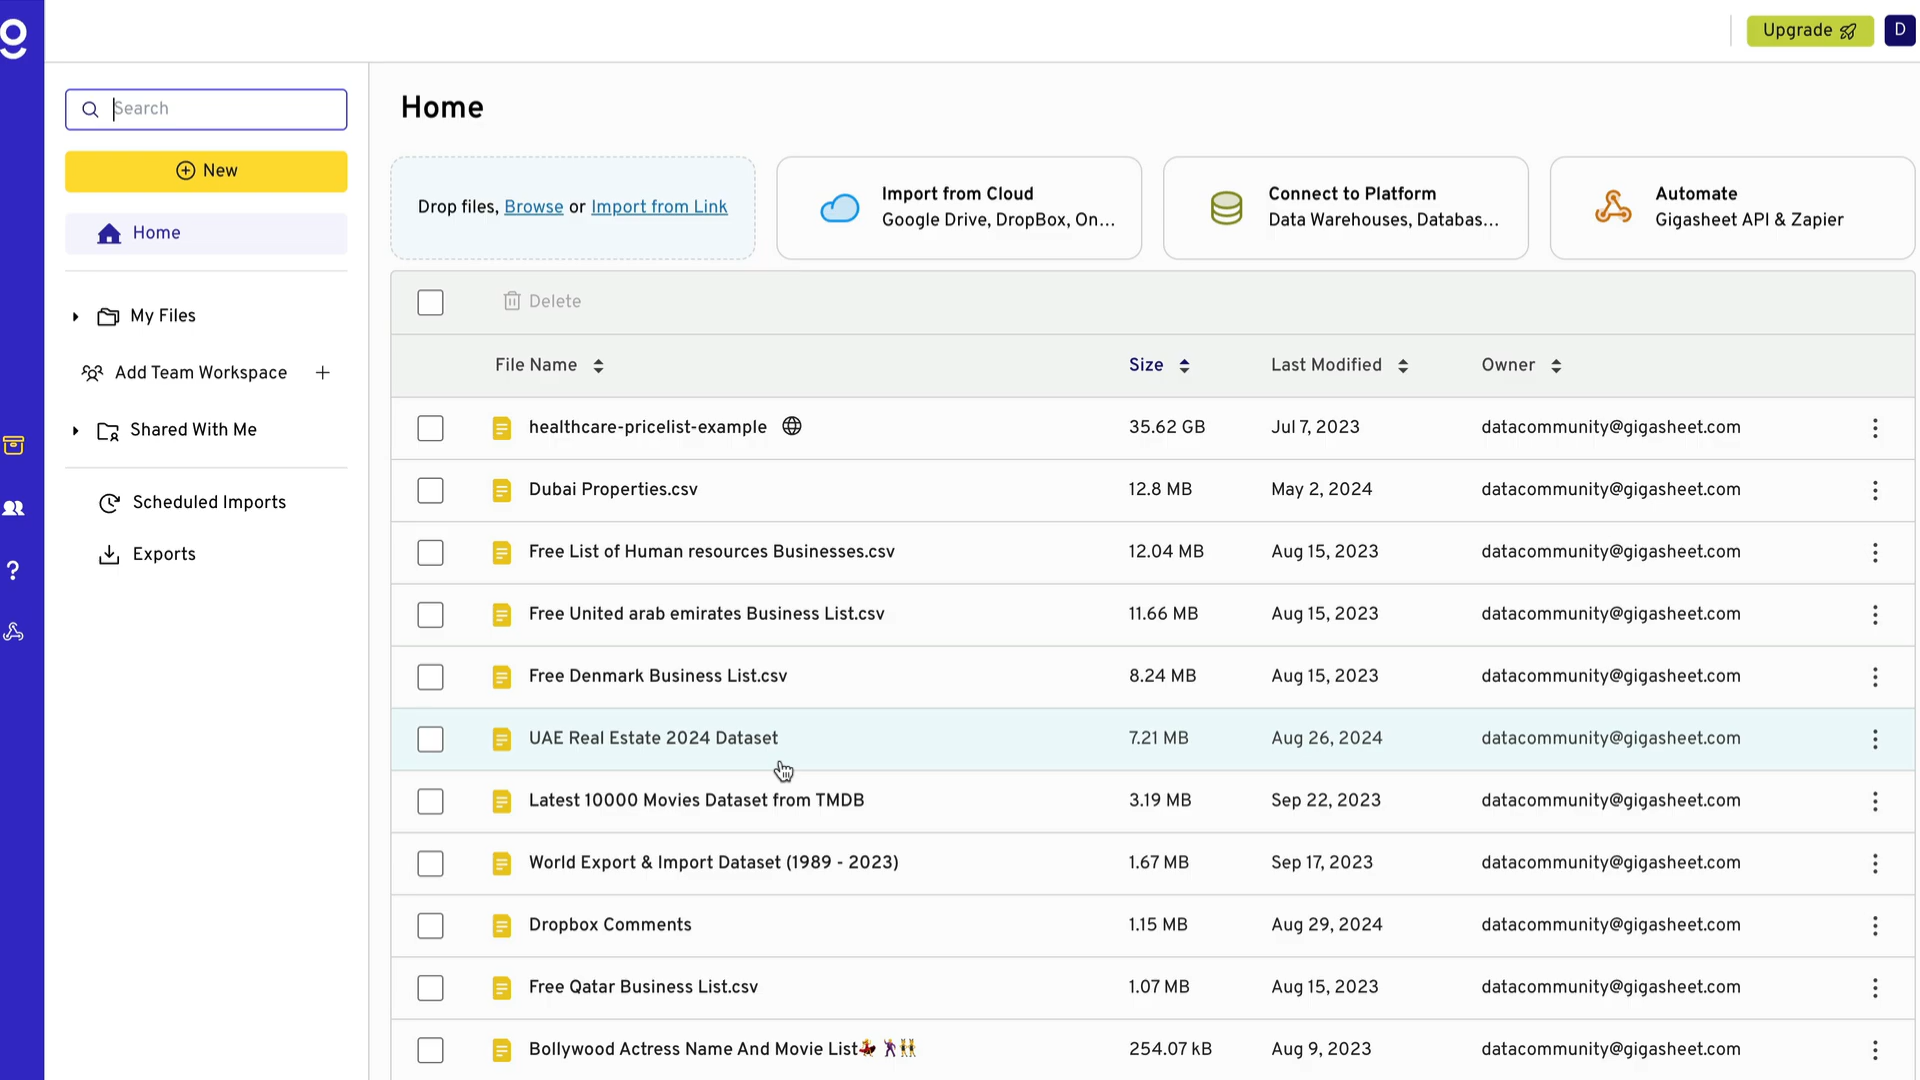 g
Upgrade
D
Search
New
Home
My Files
Add Team Workspace
Shared With Me
Scheduled Imports
Exports
?
Home
Drop files, Browse or Import from Link
Import from Cloud
Google Drive, DropBox, On...
Connect to Platform
Data Warehouses, Databas...
Automate
Gigasheet API & Zapier
Delete
File Name Size Last Modified Owner
healthcare-pricelist-example 35.62 GB Jul 7, 2023 datacommunity@gigasheet.com
Dubai Properties.csv 12.8 MB May 2, 2024 datacommunity@gigasheet.com
Free List of Human resources Businesses.csv 12.04 MB Aug 15, 2023 datacommunity@gigasheet.com
Free United arab emirates Business List.csv 11.66 MB Aug 15, 2023 datacommunity@gigasheet.com
Free Denmark Business List.csv 8.24 MB Aug 15, 2023 datacommunity@gigasheet.com
UAE Real Estate 2024 Dataset 7.21 MB Aug 26, 2024 datacommunity@gigasheet.com
Latest 10000 Movies Dataset from TMDB 3.19 MB Sep 22, 2023 datacommunity@gigasheet.com
World Export & Import Dataset (1989 - 2023) 1.67 MB Sep 17, 2023 datacommunity@gigasheet.com
Dropbox Comments 1.15 MB Aug 29, 2024 datacommunity@gigasheet.com
Free Qatar Business List.csv 1.07 MB Aug 15, 2023 datacommunity@gigasheet.com
Bollywood Actress Name And Movie List💃🕺👯 254.07 kB Aug 9, 2023 datacommunity@gigasheet.com